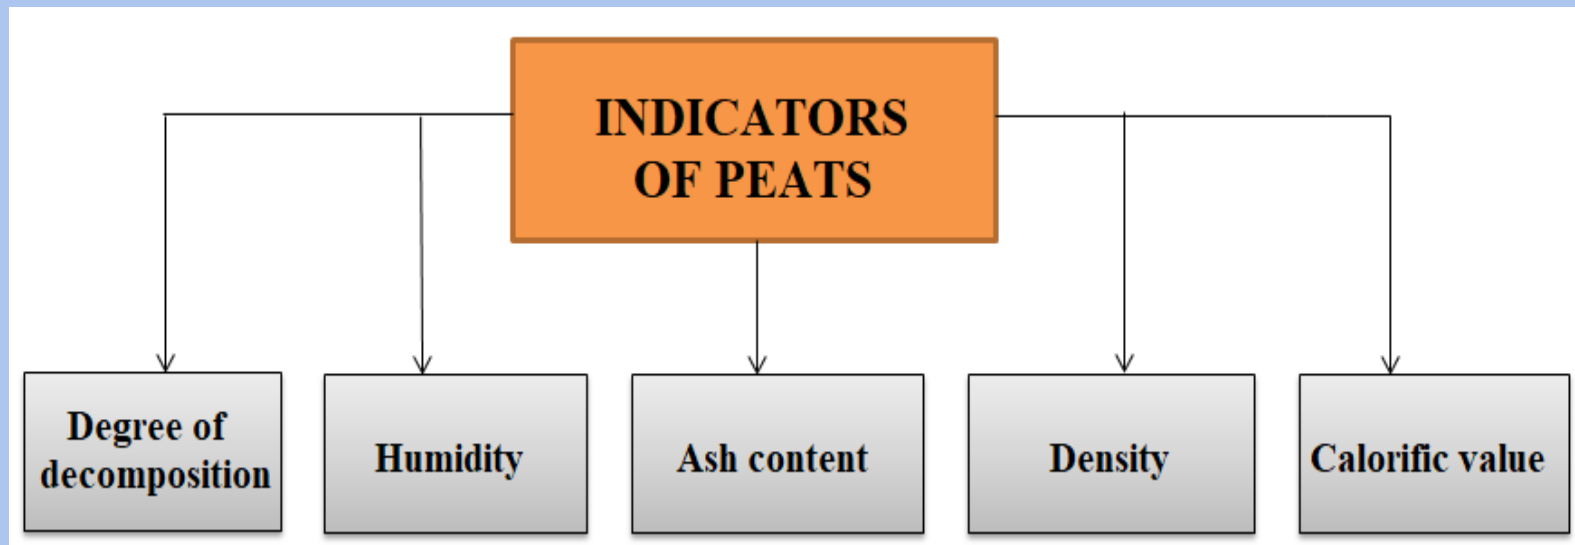 INDICATORS
OF PEATS
Degree of
decomposition
Humidity
Ash content
Density
Calorific value